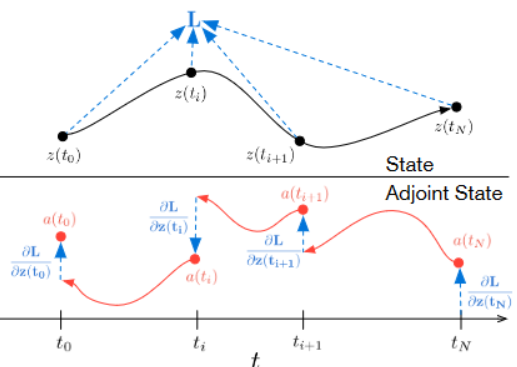 L
z(t_i)
z(t_0)
z(t_{i+1})
z(t_N)
State
Adjoint State
a(t_0)
∂L/∂z(t_0)
∂L/∂z(t_i)
a(t_i)
a(t_{i+1})
∂L/∂z(t_{i+1})
a(t_N)
∂L/∂z(t_N)
t_0 t_i t_{i+1} t_N
t